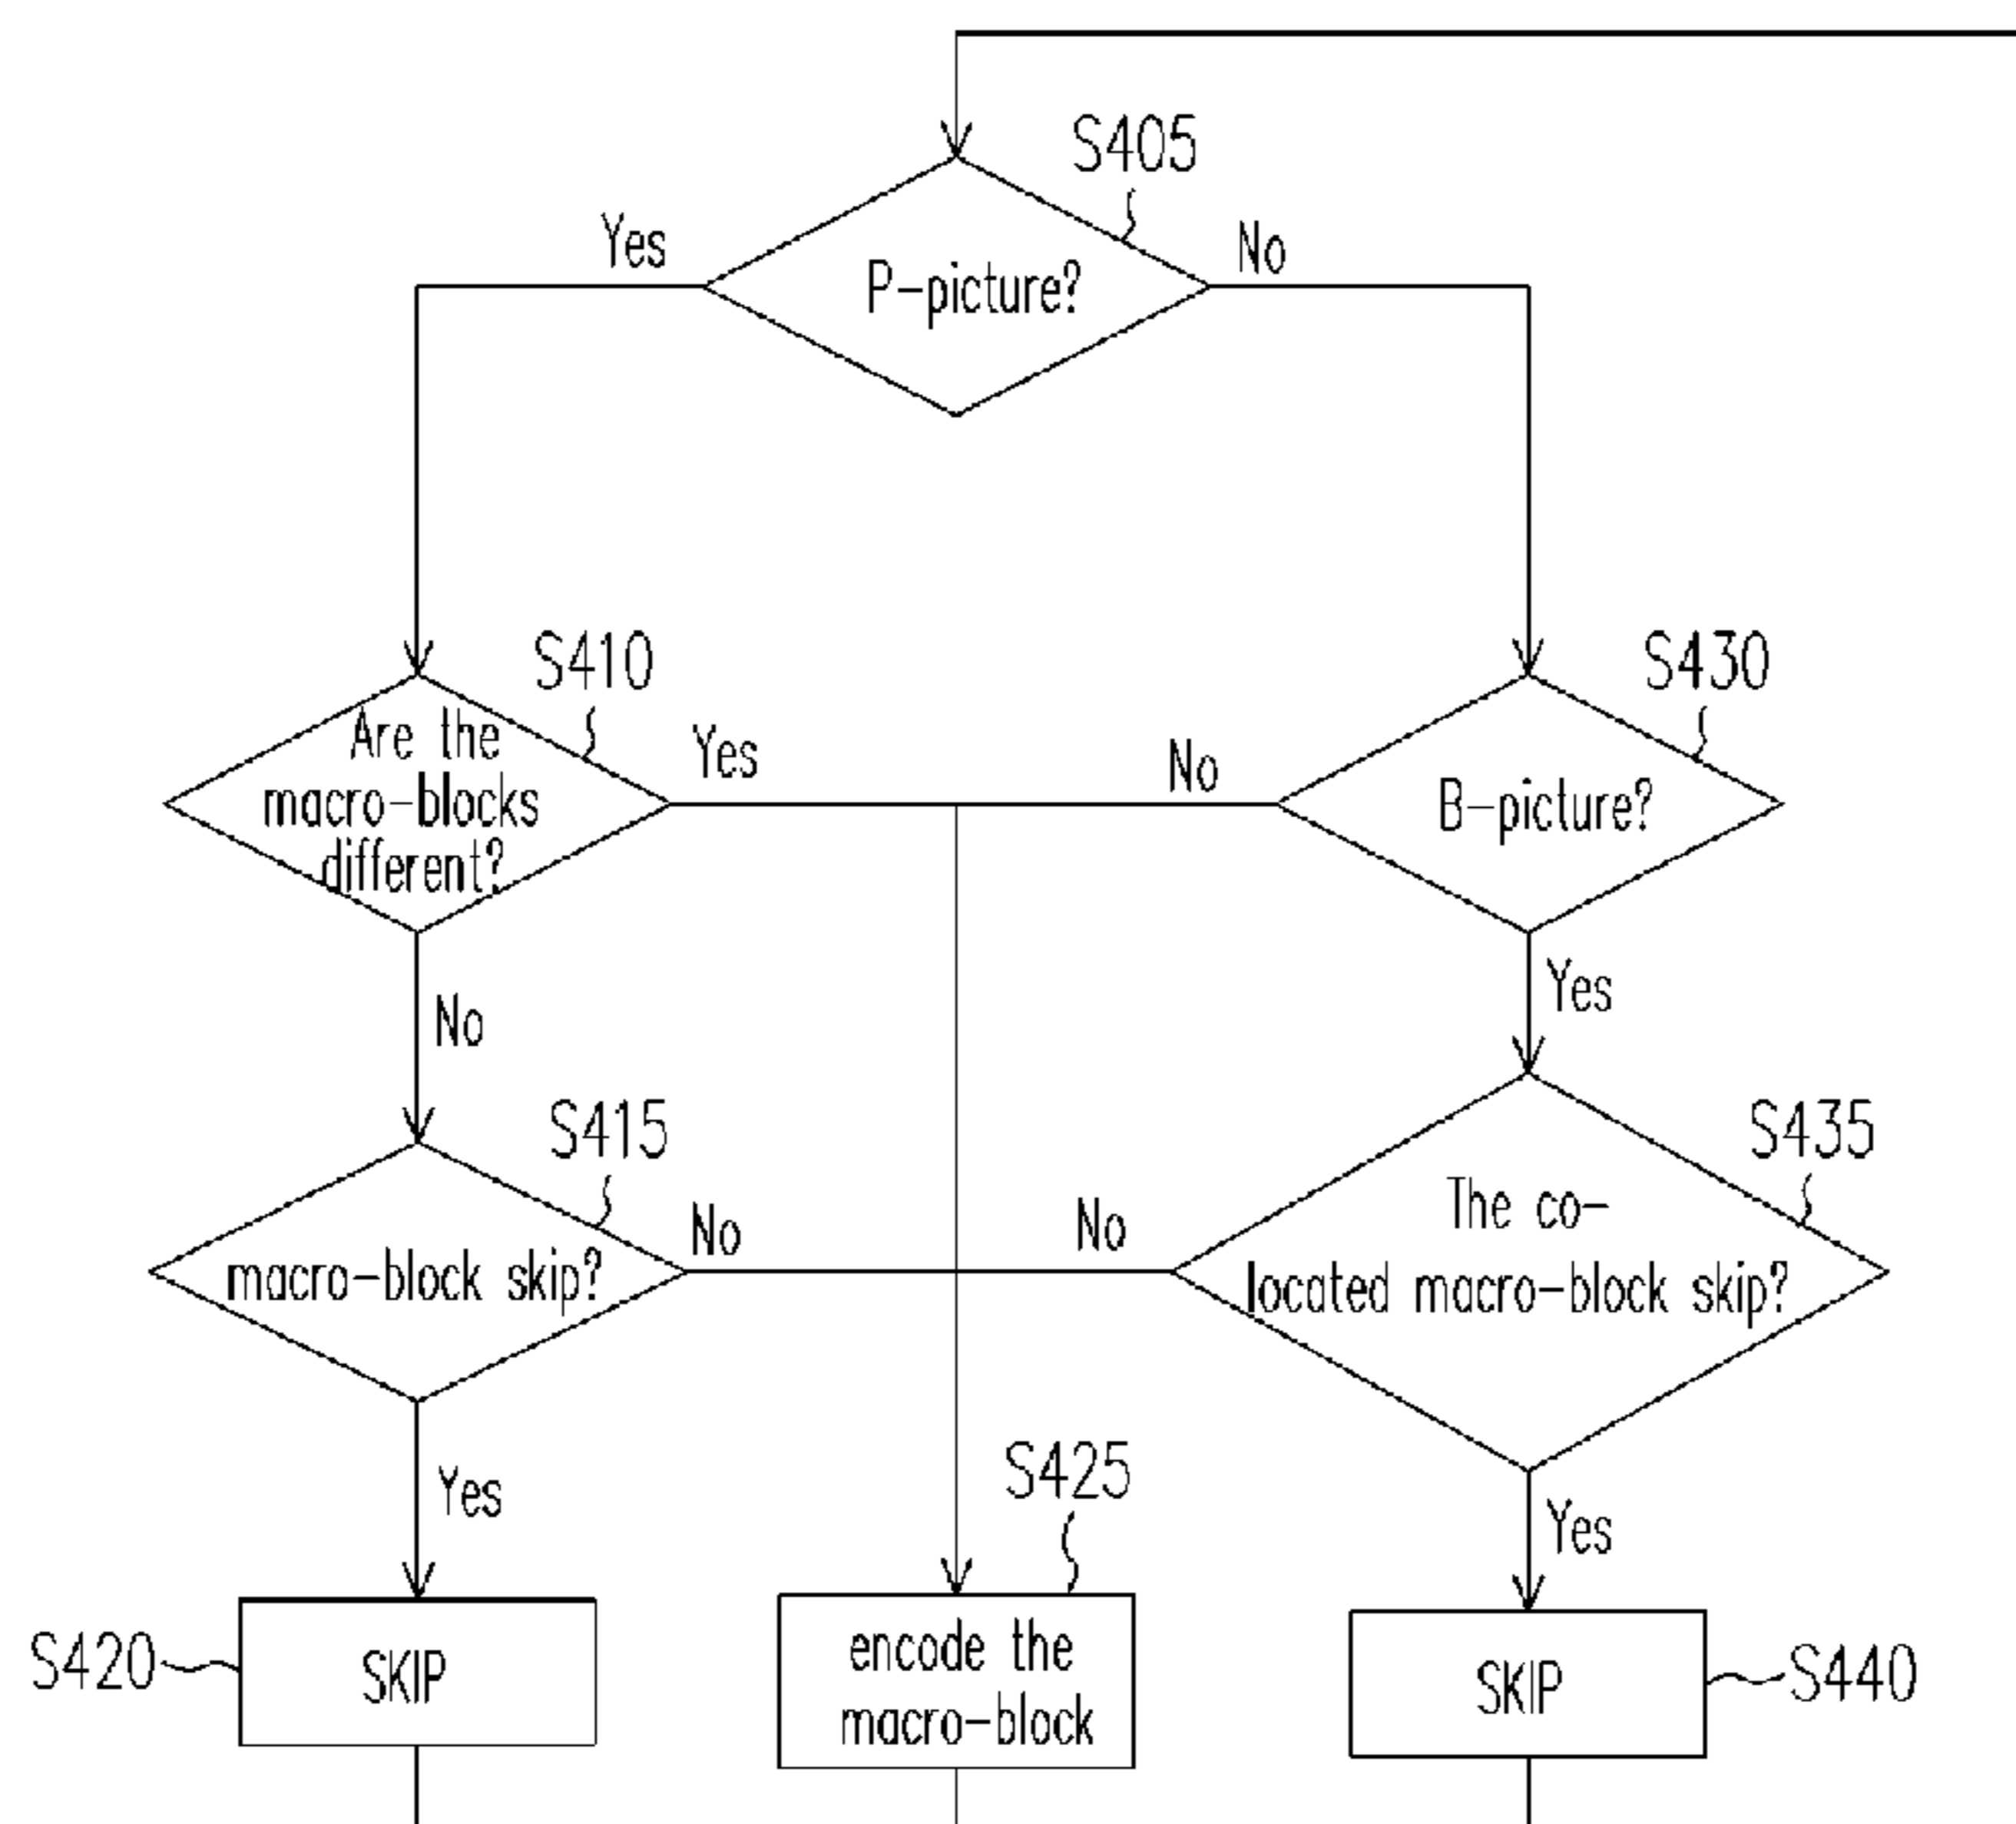 S405
Yes
No
P-picture?
S410
S430
Are the
macro-blocks
different?
Yes
No
B-picture?
No
Yes
S415
S435
macro-block skip?
No
No
The co-
located macro-block skip?
Yes
S425
Yes
S420
SKIP
encode the
macro-block
SKIP
S440